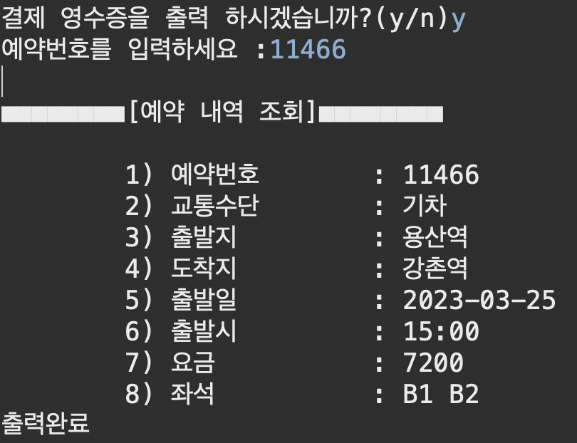 결제 영수증을 출력 하시겠습니까?(y/n)y
예약번호를 입력하세요 :11466
[예약 내역 조회]
1) 예약번호 : 11466
2) 교통수단 : 기차
3) 출발지 : 용산역
4) 도착지 : 강촌역
5) 출발일 : 2023-03-25
6) 출발시 : 15:00
7) 요금 : 7200
8) 좌석 : B1 B2
출력완료